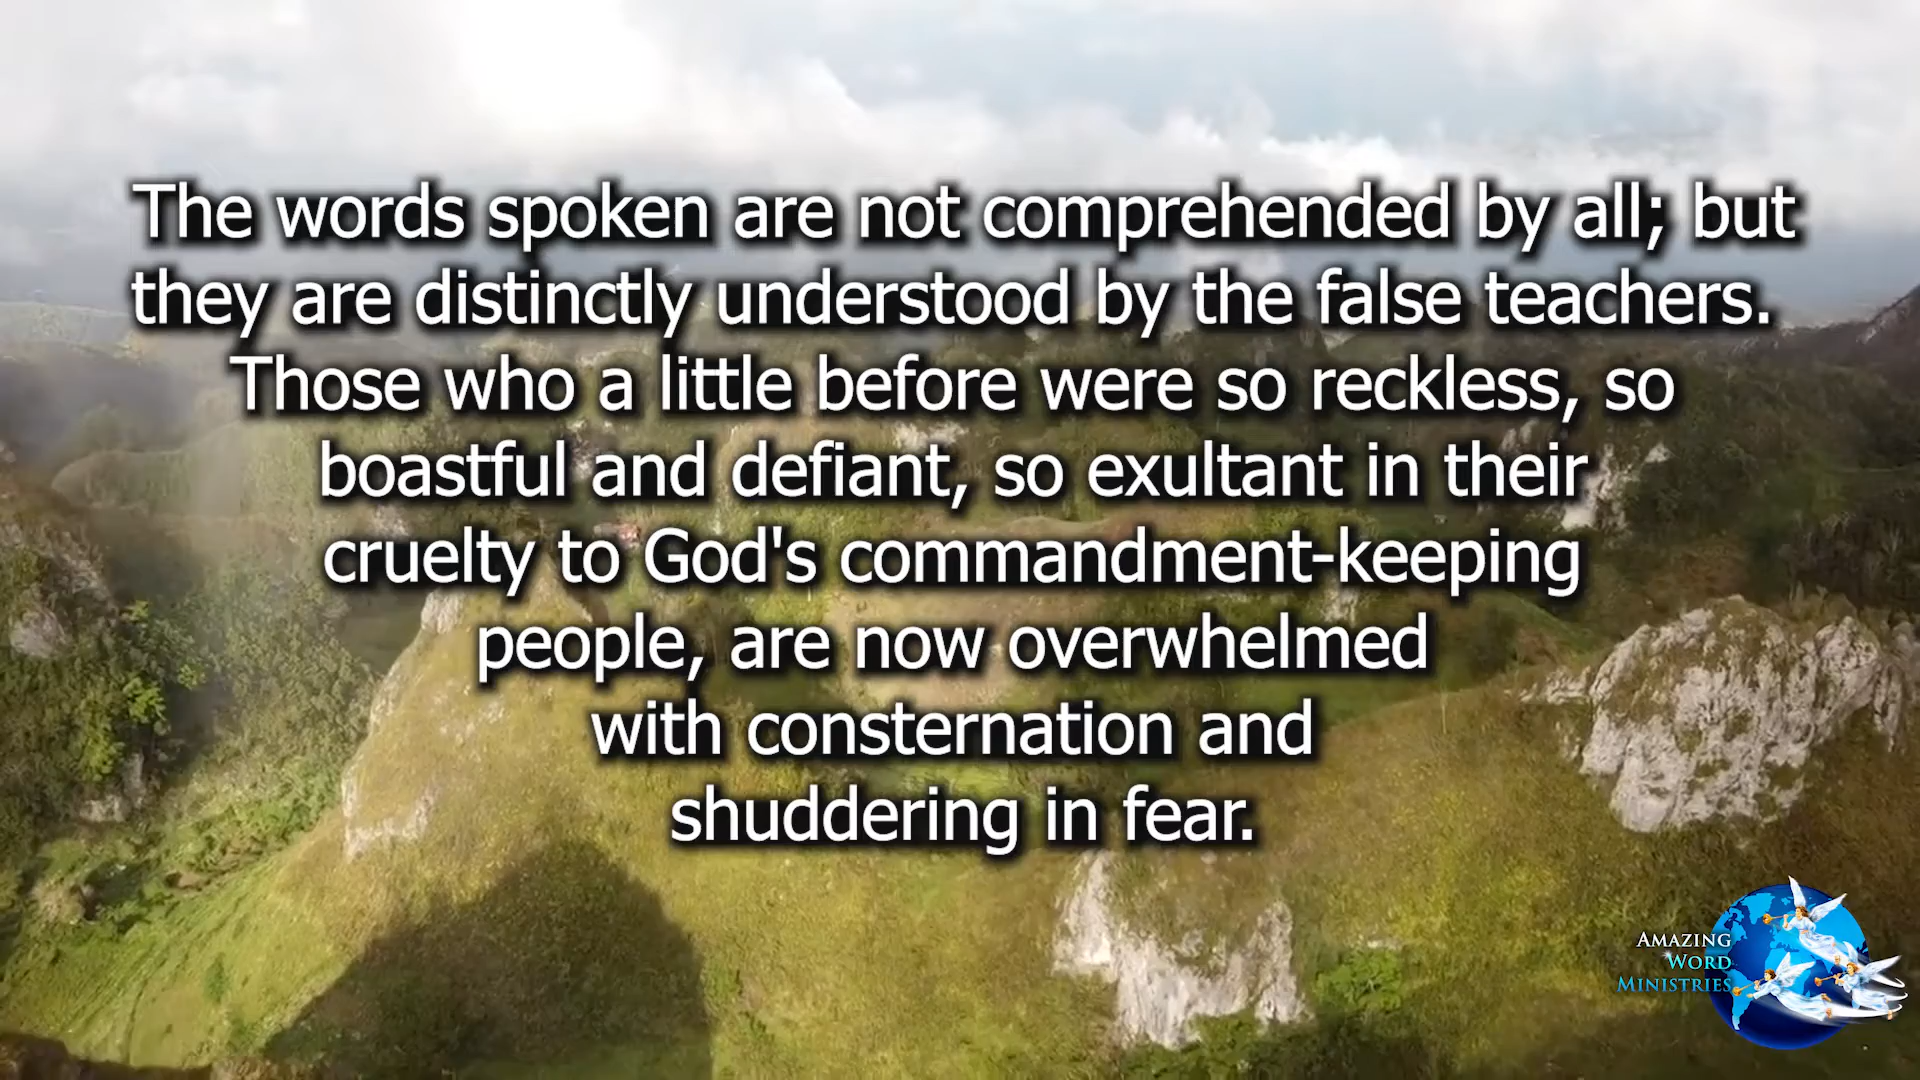 The words spoken are not comprehended by all; but
they are distinctly understood by the false teachers.
Those who a little before were so reckless, so
boastful and defiant, so exultant in their
cruelty to God's commandment-keeping
people, are now overwhelmed
with consternation and
shuddering in fear.
AMAZING
WORD
MINISTRIES